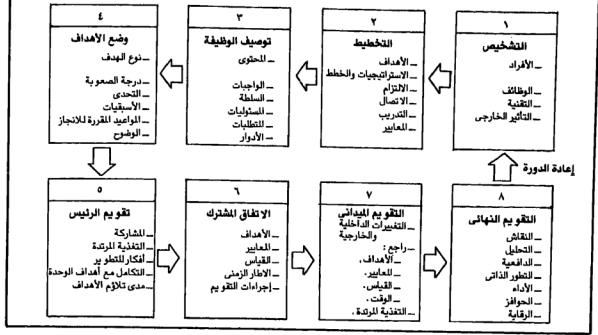 ١
التشخيص
ـ الأفراد
ـ الوظائف
ـ التقنية
ـ التأثير الخارجى
٢
التخطيط
ـ الأهداف
ـ الاستراتيجيات والخطط
ـ الالتزام
ـ الاتصال
ـ التدريب
ـ المعايير
٣
توصيف الوظيفة
ـ المحتوى
ـ الواجبات
ـ السلطة
ـ المسئوليات
ـ المتطلبات
ـ الأدوار
٤
وضع الأهداف
ـ نوع الهدف
ـ درجة الصعوبة
ـ التحدى
ـ الأسبقيات
ـ المواعيد المقررة للانجاز
ـ الوضوح
٥
تقويم الرئيس
ـ المشاركة
ـ التغذية المرتدة
ـ أفكار للتطوير
ـ التكامل مع أهداف الوحدة
ـ مدى تلاؤم الأهداف
٦
الاتفاق المشترك
ـ الأهداف
ـ المعايير
ـ القياس
ـ الاطار الزمنى
ـ إجراءات التقويم
٧
التقويم الميدانى
ـ التغييرات الداخلية
والخارجية
ـ راجع :
ـ الأهداف.
ـ المعايير.
ـ القياس.
ـ الوقت.
ـ التغذية المرتدة.
٨
التقويم النهائى
ـ النقاش
ـ التحليل
ـ الدافعية
ـ التطور الذاتى
ـ الأداء
ـ الحوافز
ـ الرقابة
إعادة الدورة